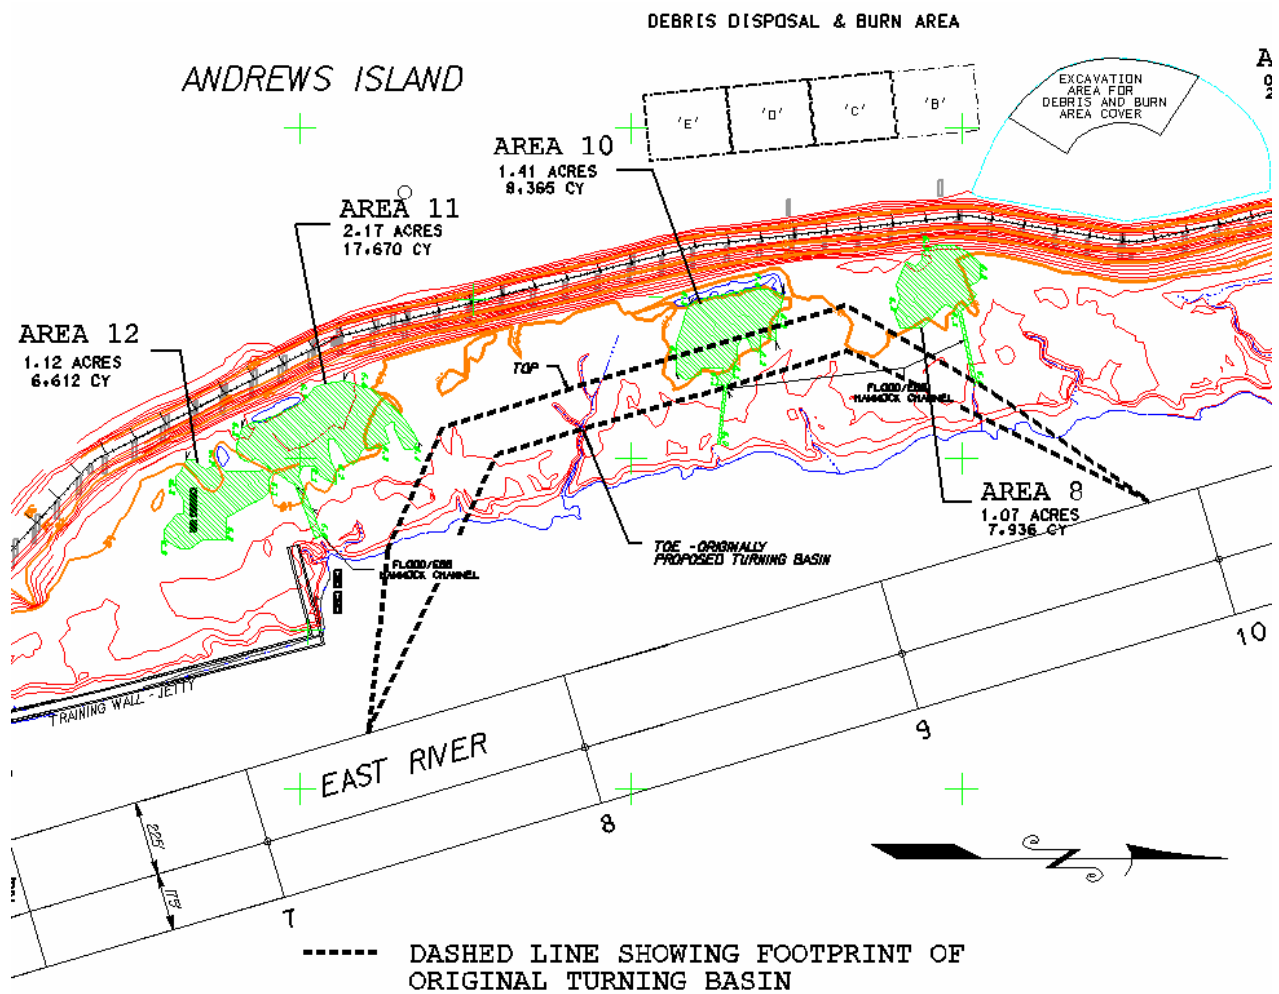 DEBRIS DISPOSAL & BURN AREA
ANDREWS ISLAND
EXCAVATION
AREA FOR
DEBRIS AND BURN
AREA COVER
'E'
'D'
'C'
'B'
AREA 10
1.41 ACRES
8,365 CY
AREA 11
2.17 ACRES
17,670 CY
AREA 12
1.12 ACRES
6,612 CY
TOP
FLOOD/EBB
HAMMOCK CHANNEL
AREA 8
1.07 ACRES
7,936 CY
TOE - ORIGINALLY
PROPOSED TURNING BASIN
FLOOD/EBB
HAMMOCK CHANNEL
TRAINING WALL - JETTY
EAST RIVER
10
9
8
7
225'
175'
DASHED LINE SHOWING FOOTPRINT OF
ORIGINAL TURNING BASIN